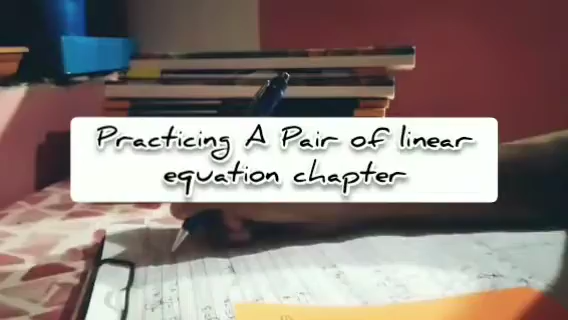 Practicing A Pair of linear
equation chapter